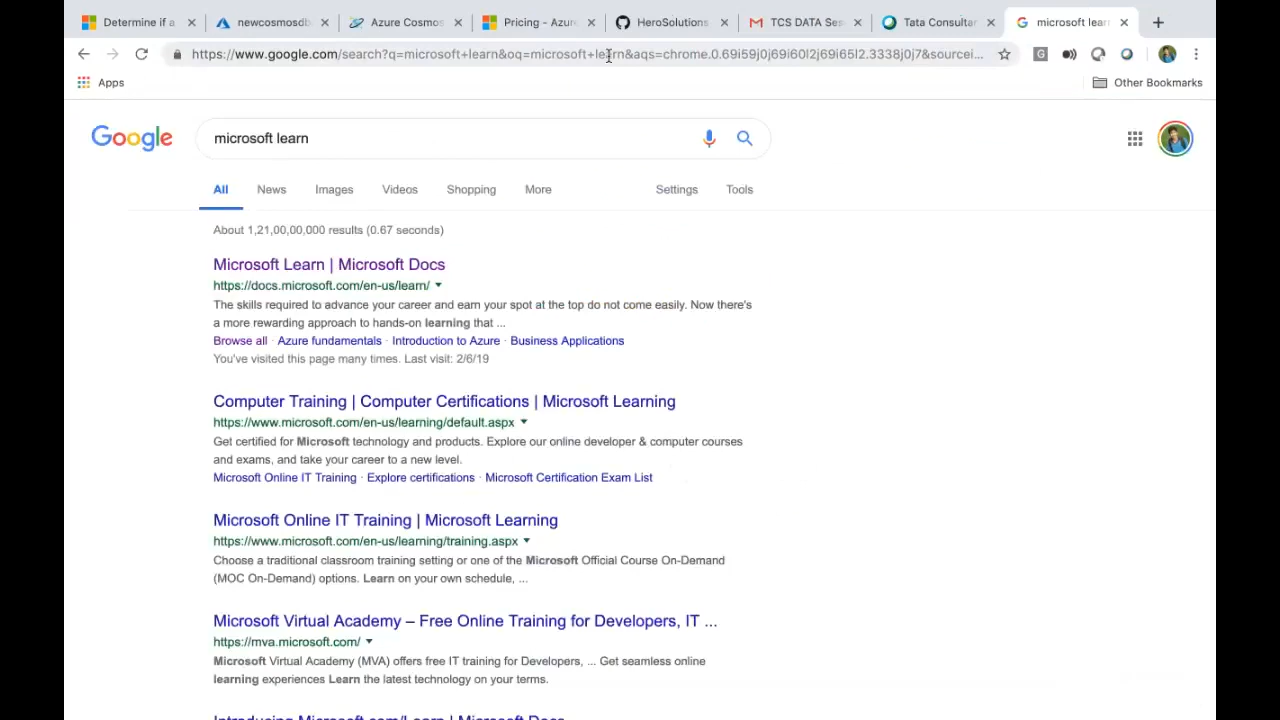 Determine if a
newcosmosdb
Azure Cosmos
Pricing - Azure
HeroSolutions
TCS DATA Ses
Tata Consultan
microsoft learn
https://www.google.com/search?q=microsoft+learn&oq=microsoft+learn&aqs=chrome.0.69i59j0j69i60l2j69i65l2.3338j0j7&sourcei...
Apps
Other Bookmarks
Google
microsoft learn
All
News
Images
Videos
Shopping
More
Settings
Tools
About 1,21,00,00,000 results (0.67 seconds)
Microsoft Learn | Microsoft Docs
https://docs.microsoft.com/en-us/learn/
The skills required to advance your career and earn your spot at the top do not come easily. Now there's
a more rewarding approach to hands-on learning that ...
Browse all · Azure fundamentals · Introduction to Azure · Business Applications
You've visited this page many times. Last visit: 2/6/19
Computer Training | Computer Certifications | Microsoft Learning
https://www.microsoft.com/en-us/learning/default.aspx
Get certified for Microsoft technology and products. Explore our online developer & computer courses
and exams, and take your career to a new level.
Microsoft Online IT Training · Explore certifications · Microsoft Certification Exam List
Microsoft Online IT Training | Microsoft Learning
https://www.microsoft.com/en-us/learning/training.aspx
Choose a traditional classroom training setting or one of the Microsoft Official Course On-Demand
(MOC On-Demand) options. Learn on your own schedule, ...
Microsoft Virtual Academy – Free Online Training for Developers, IT ...
https://mva.microsoft.com/
Microsoft Virtual Academy (MVA) offers free IT training for Developers, ... Get seamless online
learning experiences Learn the latest technology on your terms.
Introducing Microsoft.com/Learn | Microsoft Docs